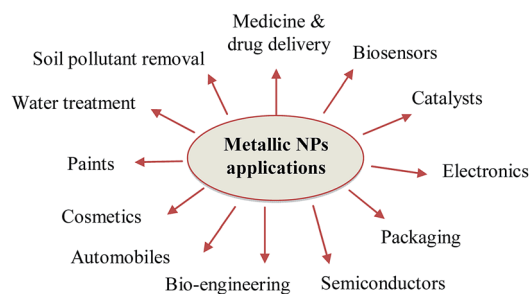 Medicine &
drug delivery
Biosensors
Soil pollutant removal
Catalysts
Water treatment
Metallic NPs
applications
Paints
Electronics
Cosmetics
Packaging
Automobiles
Bio-engineering
Semiconductors